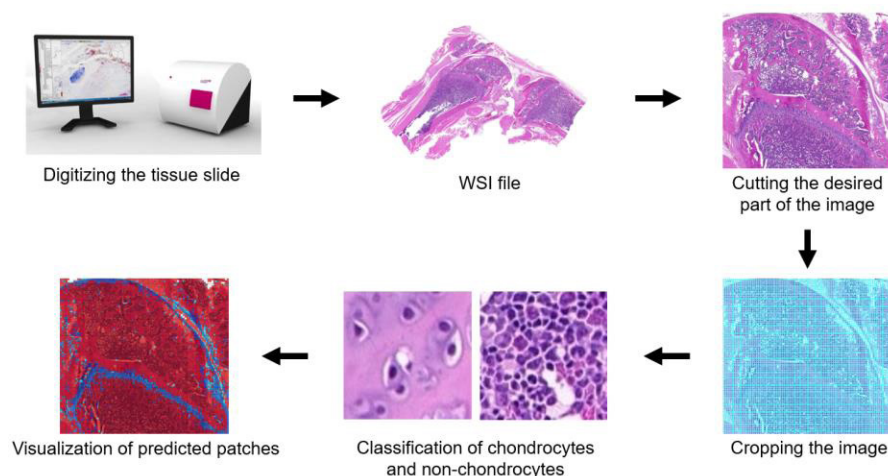 Digitizing the tissue slide
WSI file
Cutting the desired
part of the image
Visualization of predicted patches
Classification of chondrocytes
and non-chondrocytes
Cropping the image